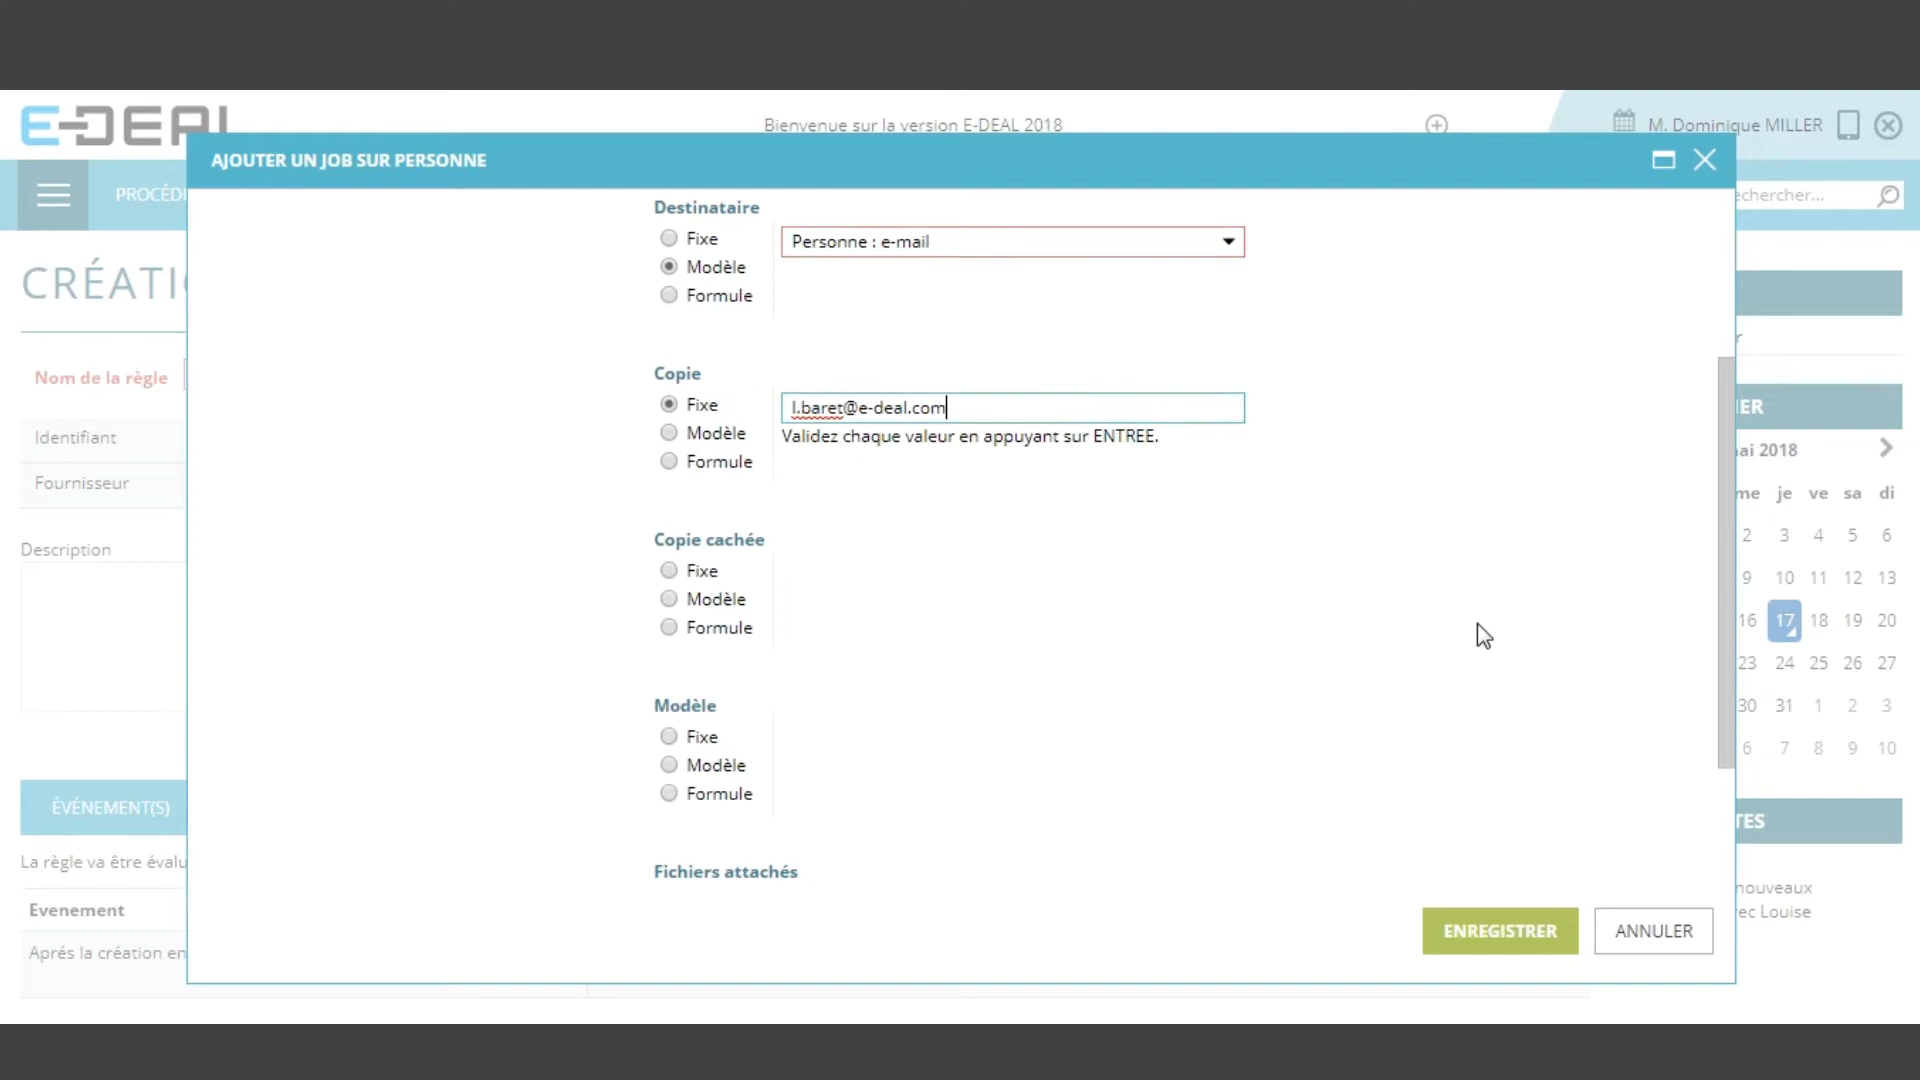 E-DEAL
Bienvenue sur la version E-DEAL 2018
M. Dominique MILLER
AJOUTER UN JOB SUR PERSONNE
PROCÉDU
echercher...
CRÉATIO
Nom de la règle
Identifiant
Fournisseur
Description
ÉVÉNEMENT(S)
La règle va être évalu
Evenement
Aprés la création en
Destinataire
Fixe
Modèle
Formule
Personne : e-mail
Copie
Fixe
Modèle
Formule
l.baret@e-deal.com
Validez chaque valeur en appuyant sur ENTREE.
Copie cachée
Fixe
Modèle
Formule
Modèle
Fixe
Modèle
Formule
Fichiers attachés
ENREGISTRER
ANNULER
r
IER
ai 2018
me je ve sa di
2 3 4 5 6
9 10 11 12 13
16 17 18 19 20
23 24 25 26 27
30 31 1 2 3
6 7 8 9 10
TES
nouveaux
ec Louise